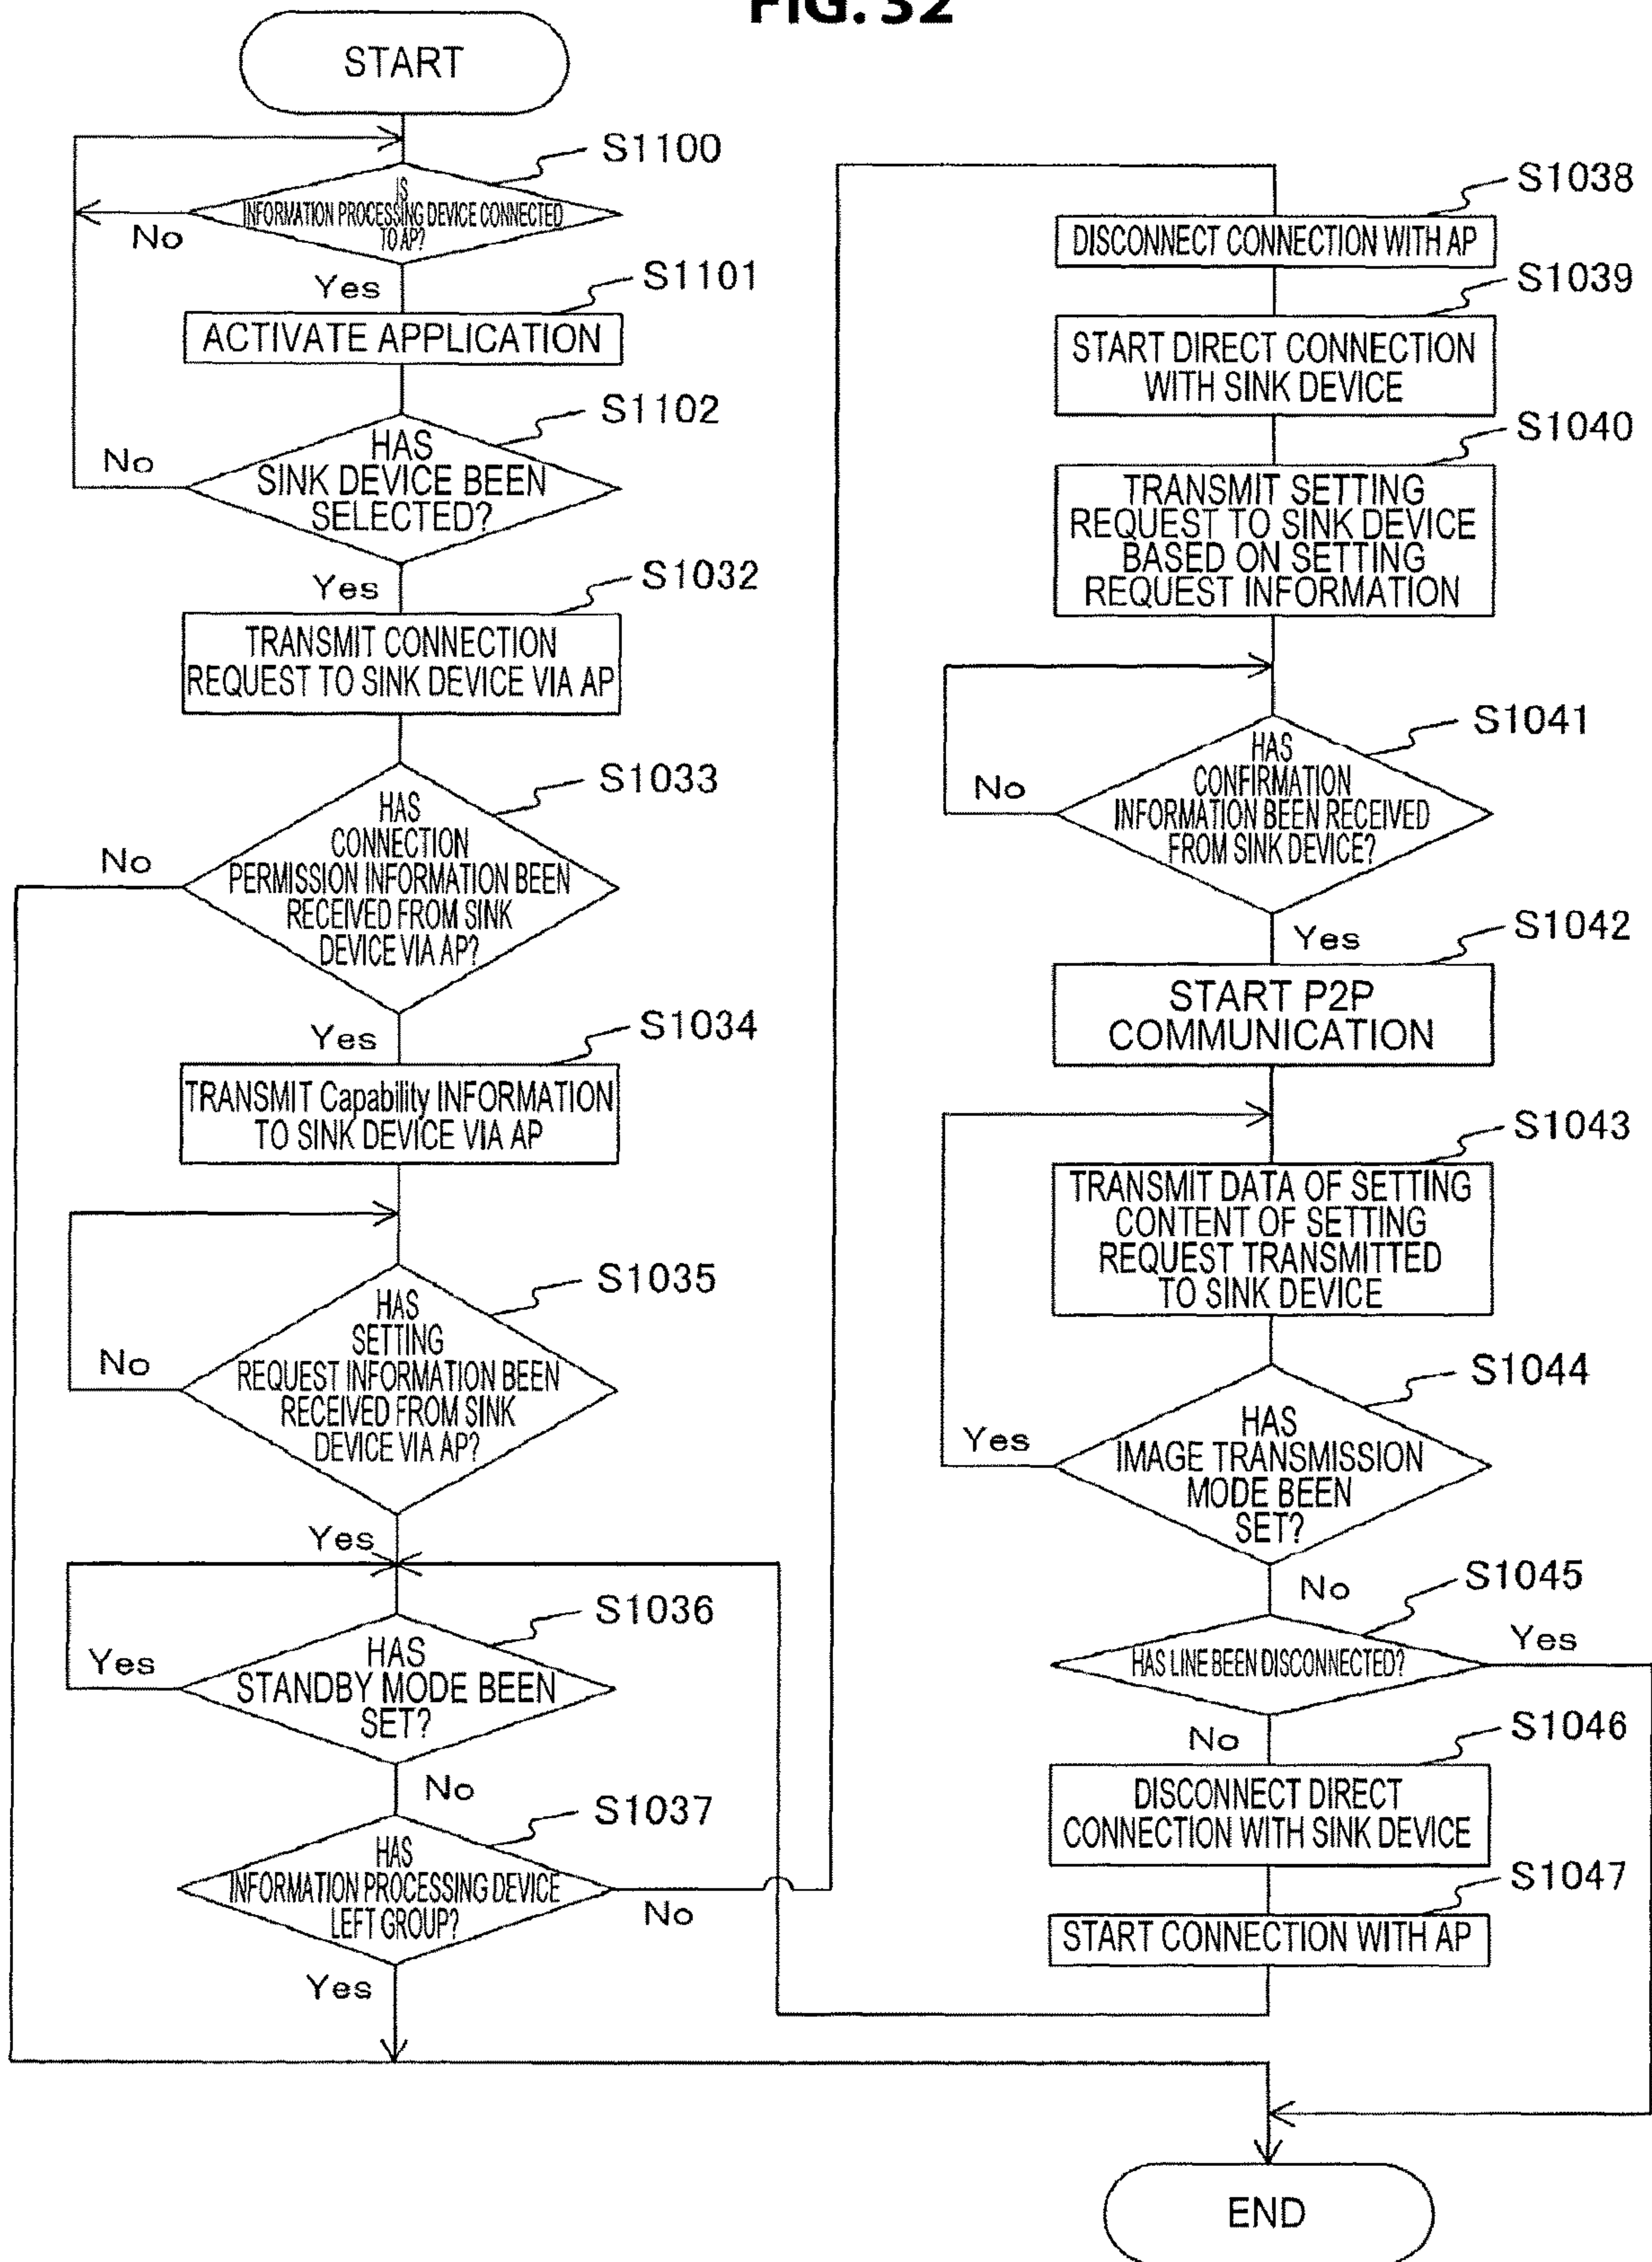 FIG. 32
START
S1100
IS
INFORMATION PROCESSING DEVICE CONNECTED
TO AP?
No
Yes
S1101
ACTIVATE APPLICATION
S1102
HAS
SINK DEVICE BEEN
SELECTED?
No
Yes
S1032
TRANSMIT CONNECTION
REQUEST TO SINK DEVICE VIA AP
S1033
HAS
CONNECTION
PERMISSION INFORMATION BEEN
RECEIVED FROM SINK
DEVICE VIA AP?
No
Yes
S1034
TRANSMIT Capability INFORMATION
TO SINK DEVICE VIA AP
S1035
HAS
SETTING
REQUEST INFORMATION BEEN
RECEIVED FROM SINK
DEVICE VIA AP?
No
Yes
S1036
HAS
STANDBY MODE BEEN
SET?
Yes
No
S1037
HAS
INFORMATION PROCESSING DEVICE
LEFT GROUP?
No
Yes
S1038
DISCONNECT CONNECTION WITH AP
S1039
START DIRECT CONNECTION
WITH SINK DEVICE
S1040
TRANSMIT SETTING
REQUEST TO SINK DEVICE
BASED ON SETTING
REQUEST INFORMATION
S1041
HAS
CONFIRMATION
INFORMATION BEEN RECEIVED
FROM SINK DEVICE?
No
Yes
S1042
START P2P
COMMUNICATION
S1043
TRANSMIT DATA OF SETTING
CONTENT OF SETTING
REQUEST TRANSMITTED
TO SINK DEVICE
S1044
HAS
IMAGE TRANSMISSION
MODE BEEN
SET?
Yes
No
S1045
HAS LINE BEEN DISCONNECTED?
Yes
No
S1046
DISCONNECT DIRECT
CONNECTION WITH SINK DEVICE
S1047
START CONNECTION WITH AP
END